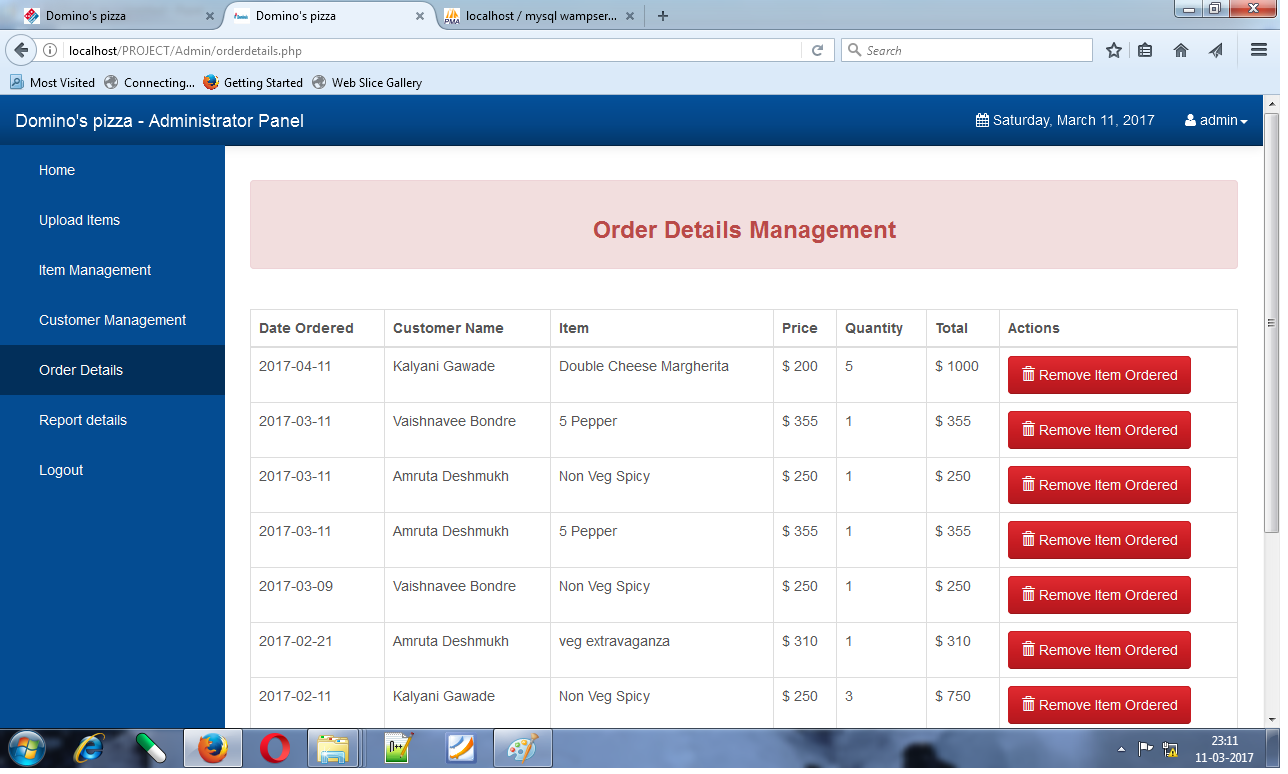 Domino's pizza
Domino's pizza
localhost / mysql wampser...
localhost/PROJECT/Admin/orderdetails.php
Search
Most Visited Connecting... Getting Started Web Slice Gallery
Domino's pizza - Administrator Panel
Saturday, March 11, 2017
admin
Home
Upload Items
Item Management
Customer Management
Order Details
Report details
Logout
Order Details Management
Date Ordered Customer Name Item Price Quantity Total Actions
2017-04-11 Kalyani Gawade Double Cheese Margherita $ 200 5 $ 1000 Remove Item Ordered
2017-03-11 Vaishnavee Bondre 5 Pepper $ 355 1 $ 355 Remove Item Ordered
2017-03-11 Amruta Deshmukh Non Veg Spicy $ 250 1 $ 250 Remove Item Ordered
2017-03-11 Amruta Deshmukh 5 Pepper $ 355 1 $ 355 Remove Item Ordered
2017-03-09 Vaishnavee Bondre Non Veg Spicy $ 250 1 $ 250 Remove Item Ordered
2017-02-21 Amruta Deshmukh veg extravaganza $ 310 1 $ 310 Remove Item Ordered
2017-02-11 Kalyani Gawade Non Veg Spicy $ 250 3 $ 750 Remove Item Ordered
23:11
11-03-2017